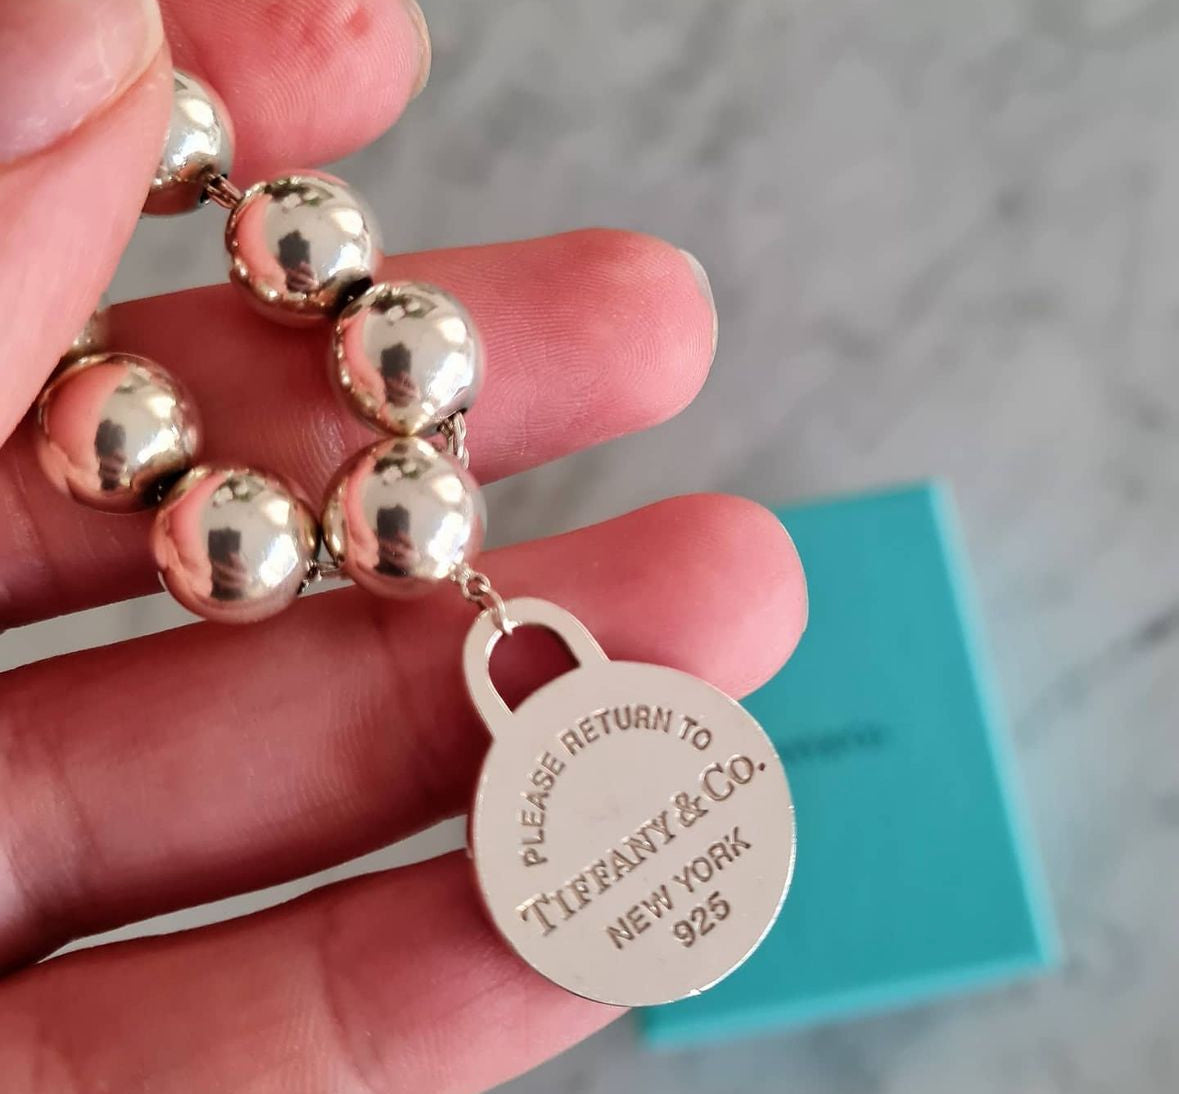 PLEASE RETURN TO
TIFFANY & CO.
NEW YORK
925